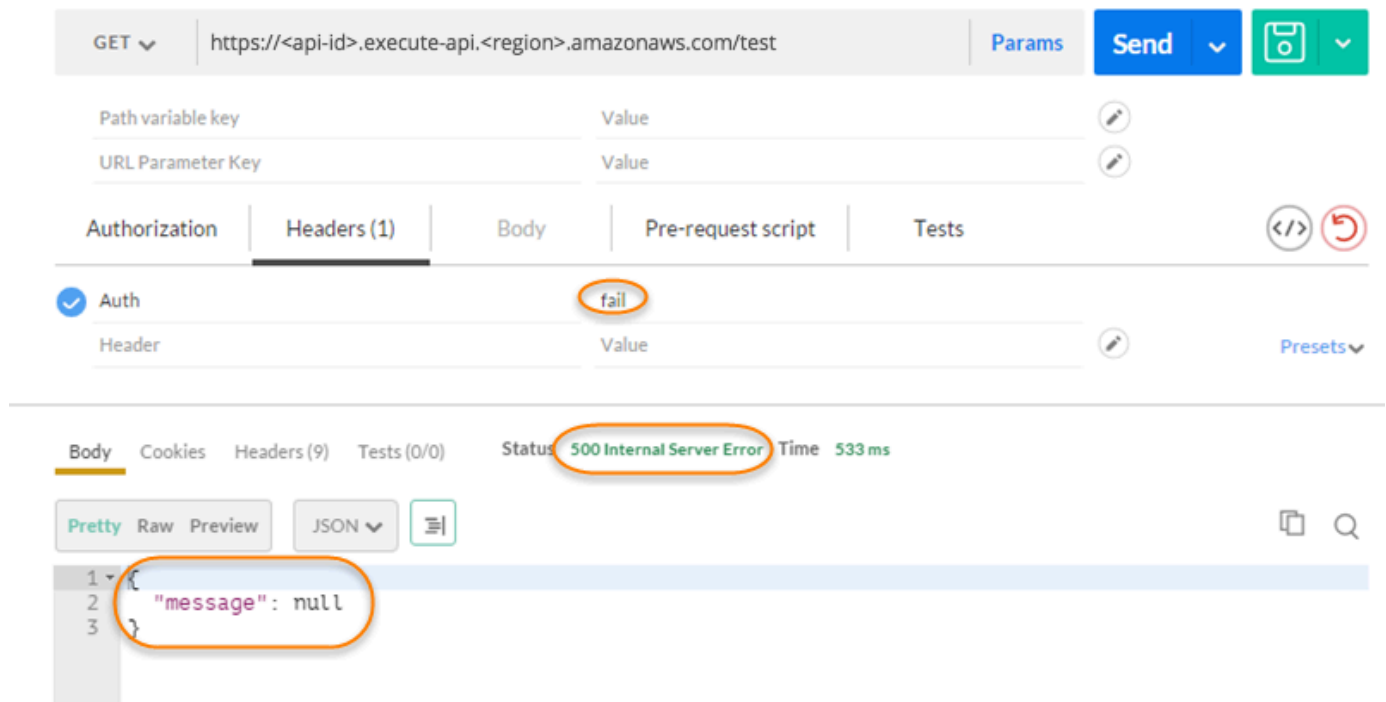 GET https://<api-id>.execute-api.<region>.amazonaws.com/test Params Send
Path variable key Value
URL Parameter Key Value
Authorization Headers (1) Body Pre-request script Tests </>
Auth fail
Header Value Presets
Body Cookies Headers (9) Tests (0/0) Status 500 Internal Server Error Time 533 ms
Pretty Raw Preview JSON
1 {
2 "message": null
3 }